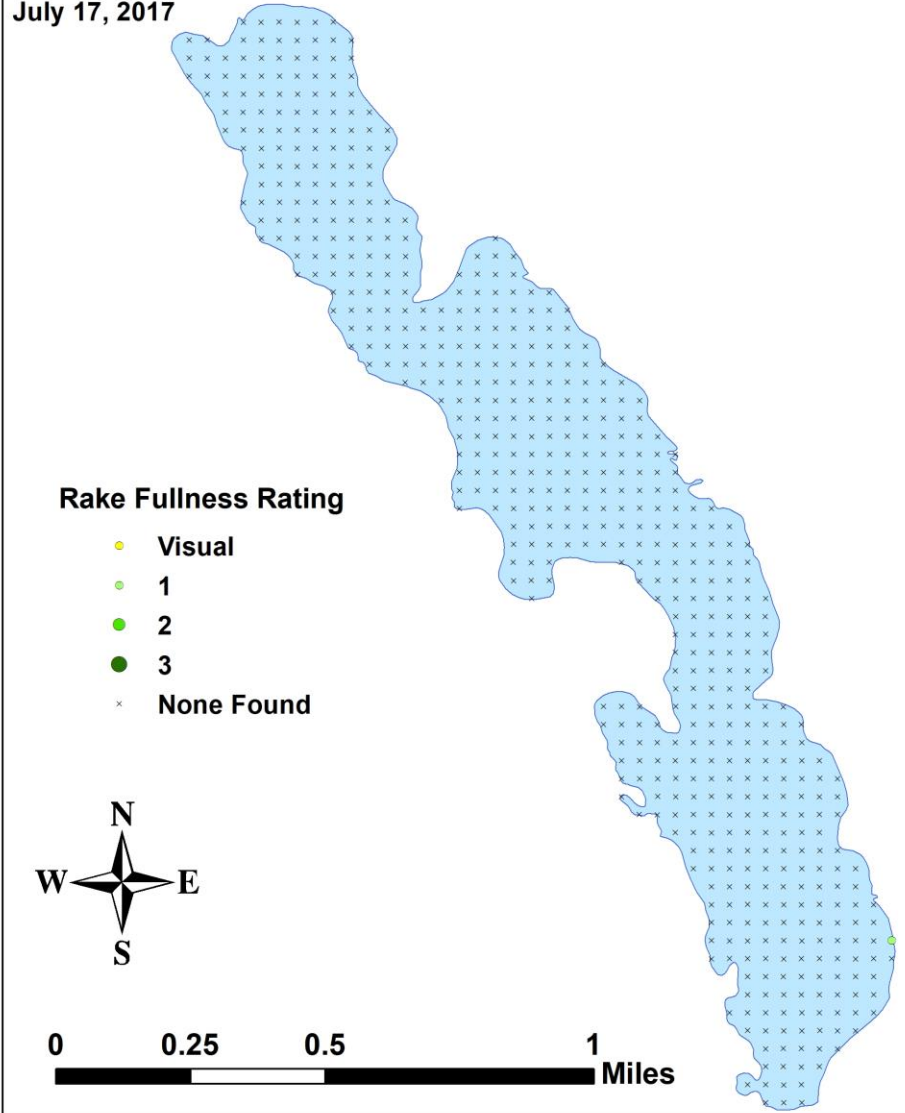 July 17, 2017
Rake Fullness Rating
Visual
1
2
3
None Found
N
W E
S
0 0.25 0.5 1
Miles